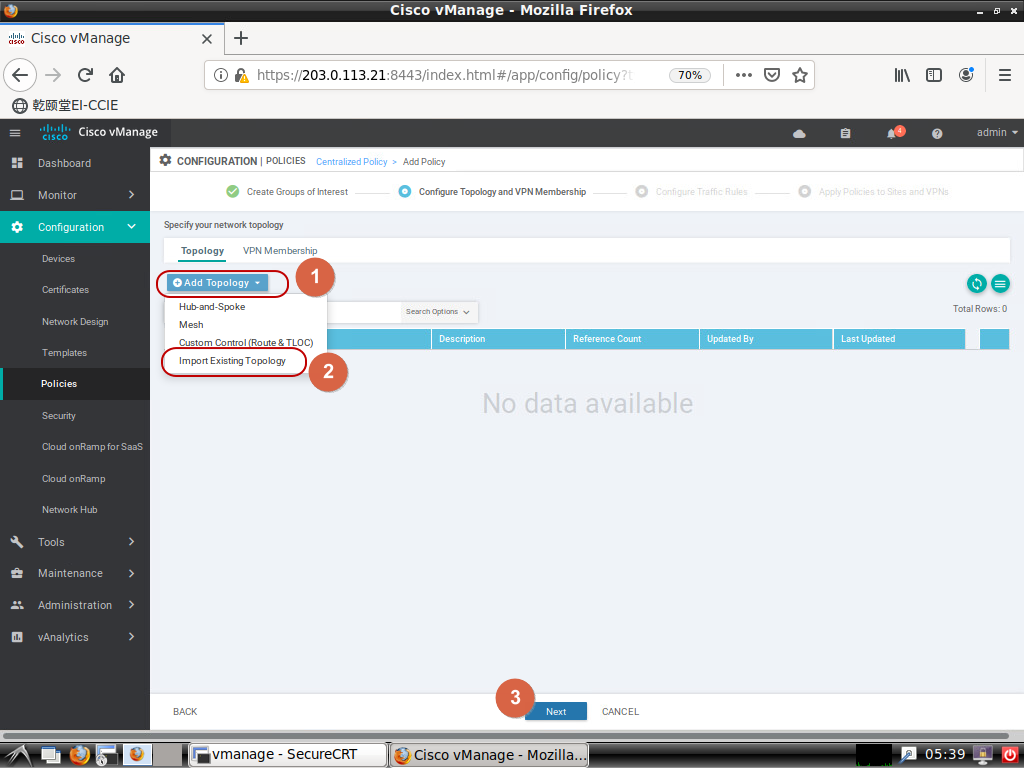 Cisco vManage - Mozilla Firefox
Cisco vManage
https://203.0.113.21:8443/index.html#/app/config/policy?t
70%
乾颐堂EI-CCIE
cisco Cisco vManage
4
admin
Dashboard
Monitor
Configuration
Devices
Certificates
Network Design
Templates
Policies
Security
Cloud onRamp for SaaS
Cloud onRamp
Network Hub
Tools
Maintenance
Administration
vAnalytics
CONFIGURATION | POLICIES Centralized Policy > Add Policy
Create Groups of Interest Configure Topology and VPN Membership Configure Traffic Rules Apply Policies to Sites and VPNs
Specify your network topology
Topology VPN Membership
Add Topology
1
Hub-and-Spoke
Mesh
Custom Control (Route & TLOC)
Import Existing Topology
2
Search Options
Total Rows: 0
Description Reference Count Updated By Last Updated
No data available
3
BACK Next CANCEL
vmanage - SecureCRT
Cisco vManage - Mozilla...
05:39